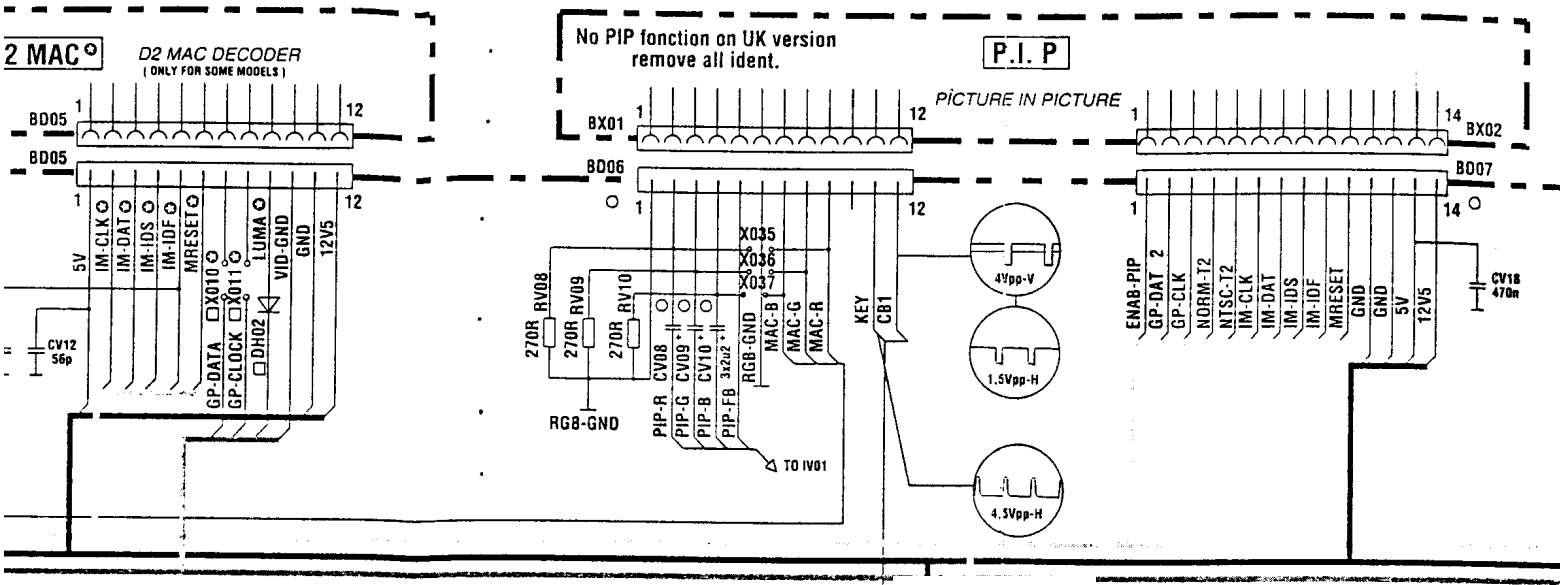 2 MAC
D2 MAC DECODER
( ONLY FOR SOME MODELS )
1
12
BD05
BD05
1
12
5V
IM-CLK
IM-DAT
IM-IDS
IM-IDF
MRESET
GP-DATA
X010
GP-CLOCK
X011
DH02
LUMA
VID-GND
GND
12V5
CV12
56p
No PIP fonction on UK version
remove all ident.
P.I. P
PICTURE IN PICTURE
1
12
BX01
BD06
1
12
X035
X036
X037
RV08
270R
RV09
270R
RV10
270R
RGB-GND
PIP-R
CV08
PIP-G
CV09 +
PIP-B
CV10 +
PIP-FB
3x2u2 +
RGB-GND
MAC-B
MAC-G
MAC-R
KEY
CB1
TO IV01
4Vpp-V
1,5Vpp-H
4,5Vpp-H
1
14
BX02
BD07
1
14
ENAB-PIP
GP-DAT 2
GP-CLK
NORM-T2
NTSC-T2
IM-CLK
IM-DAT
IM-IDS
IM-IDF
MRESET
GND
GND
5V
12V5
CV18
470n